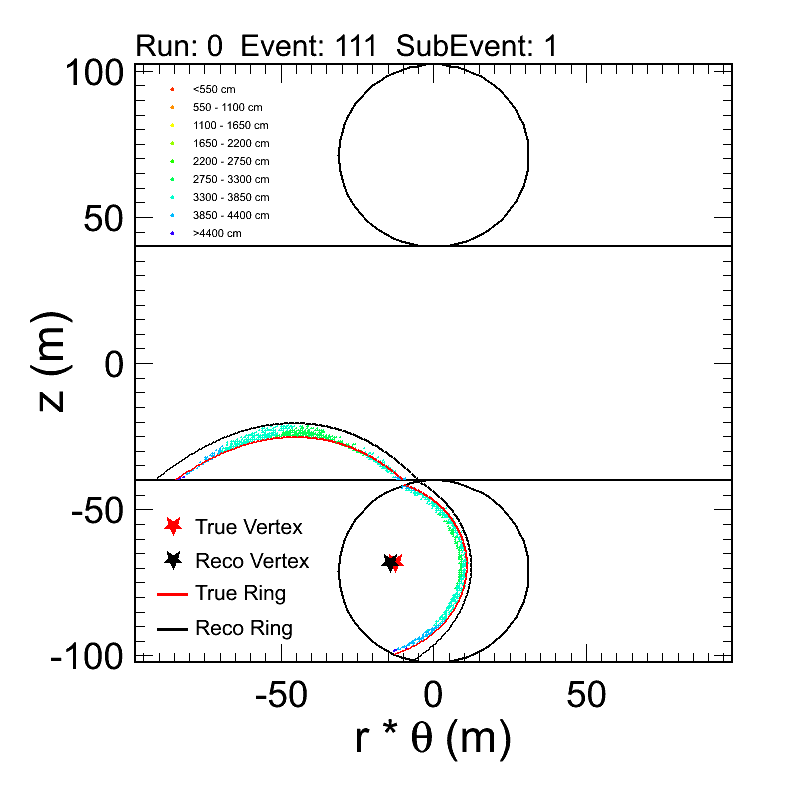 Run: 0 Event: 111 SubEvent: 1
100
<550 cm
550 - 1100 cm
1100 - 1650 cm
1650 - 2200 cm
2200 - 2750 cm
2750 - 3300 cm
3300 - 3850 cm
3850 - 4400 cm
>4400 cm
50
0
z (m)
-50
True Vertex
Reco Vertex
True Ring
Reco Ring
-100
-50 0 50
r * θ (m)